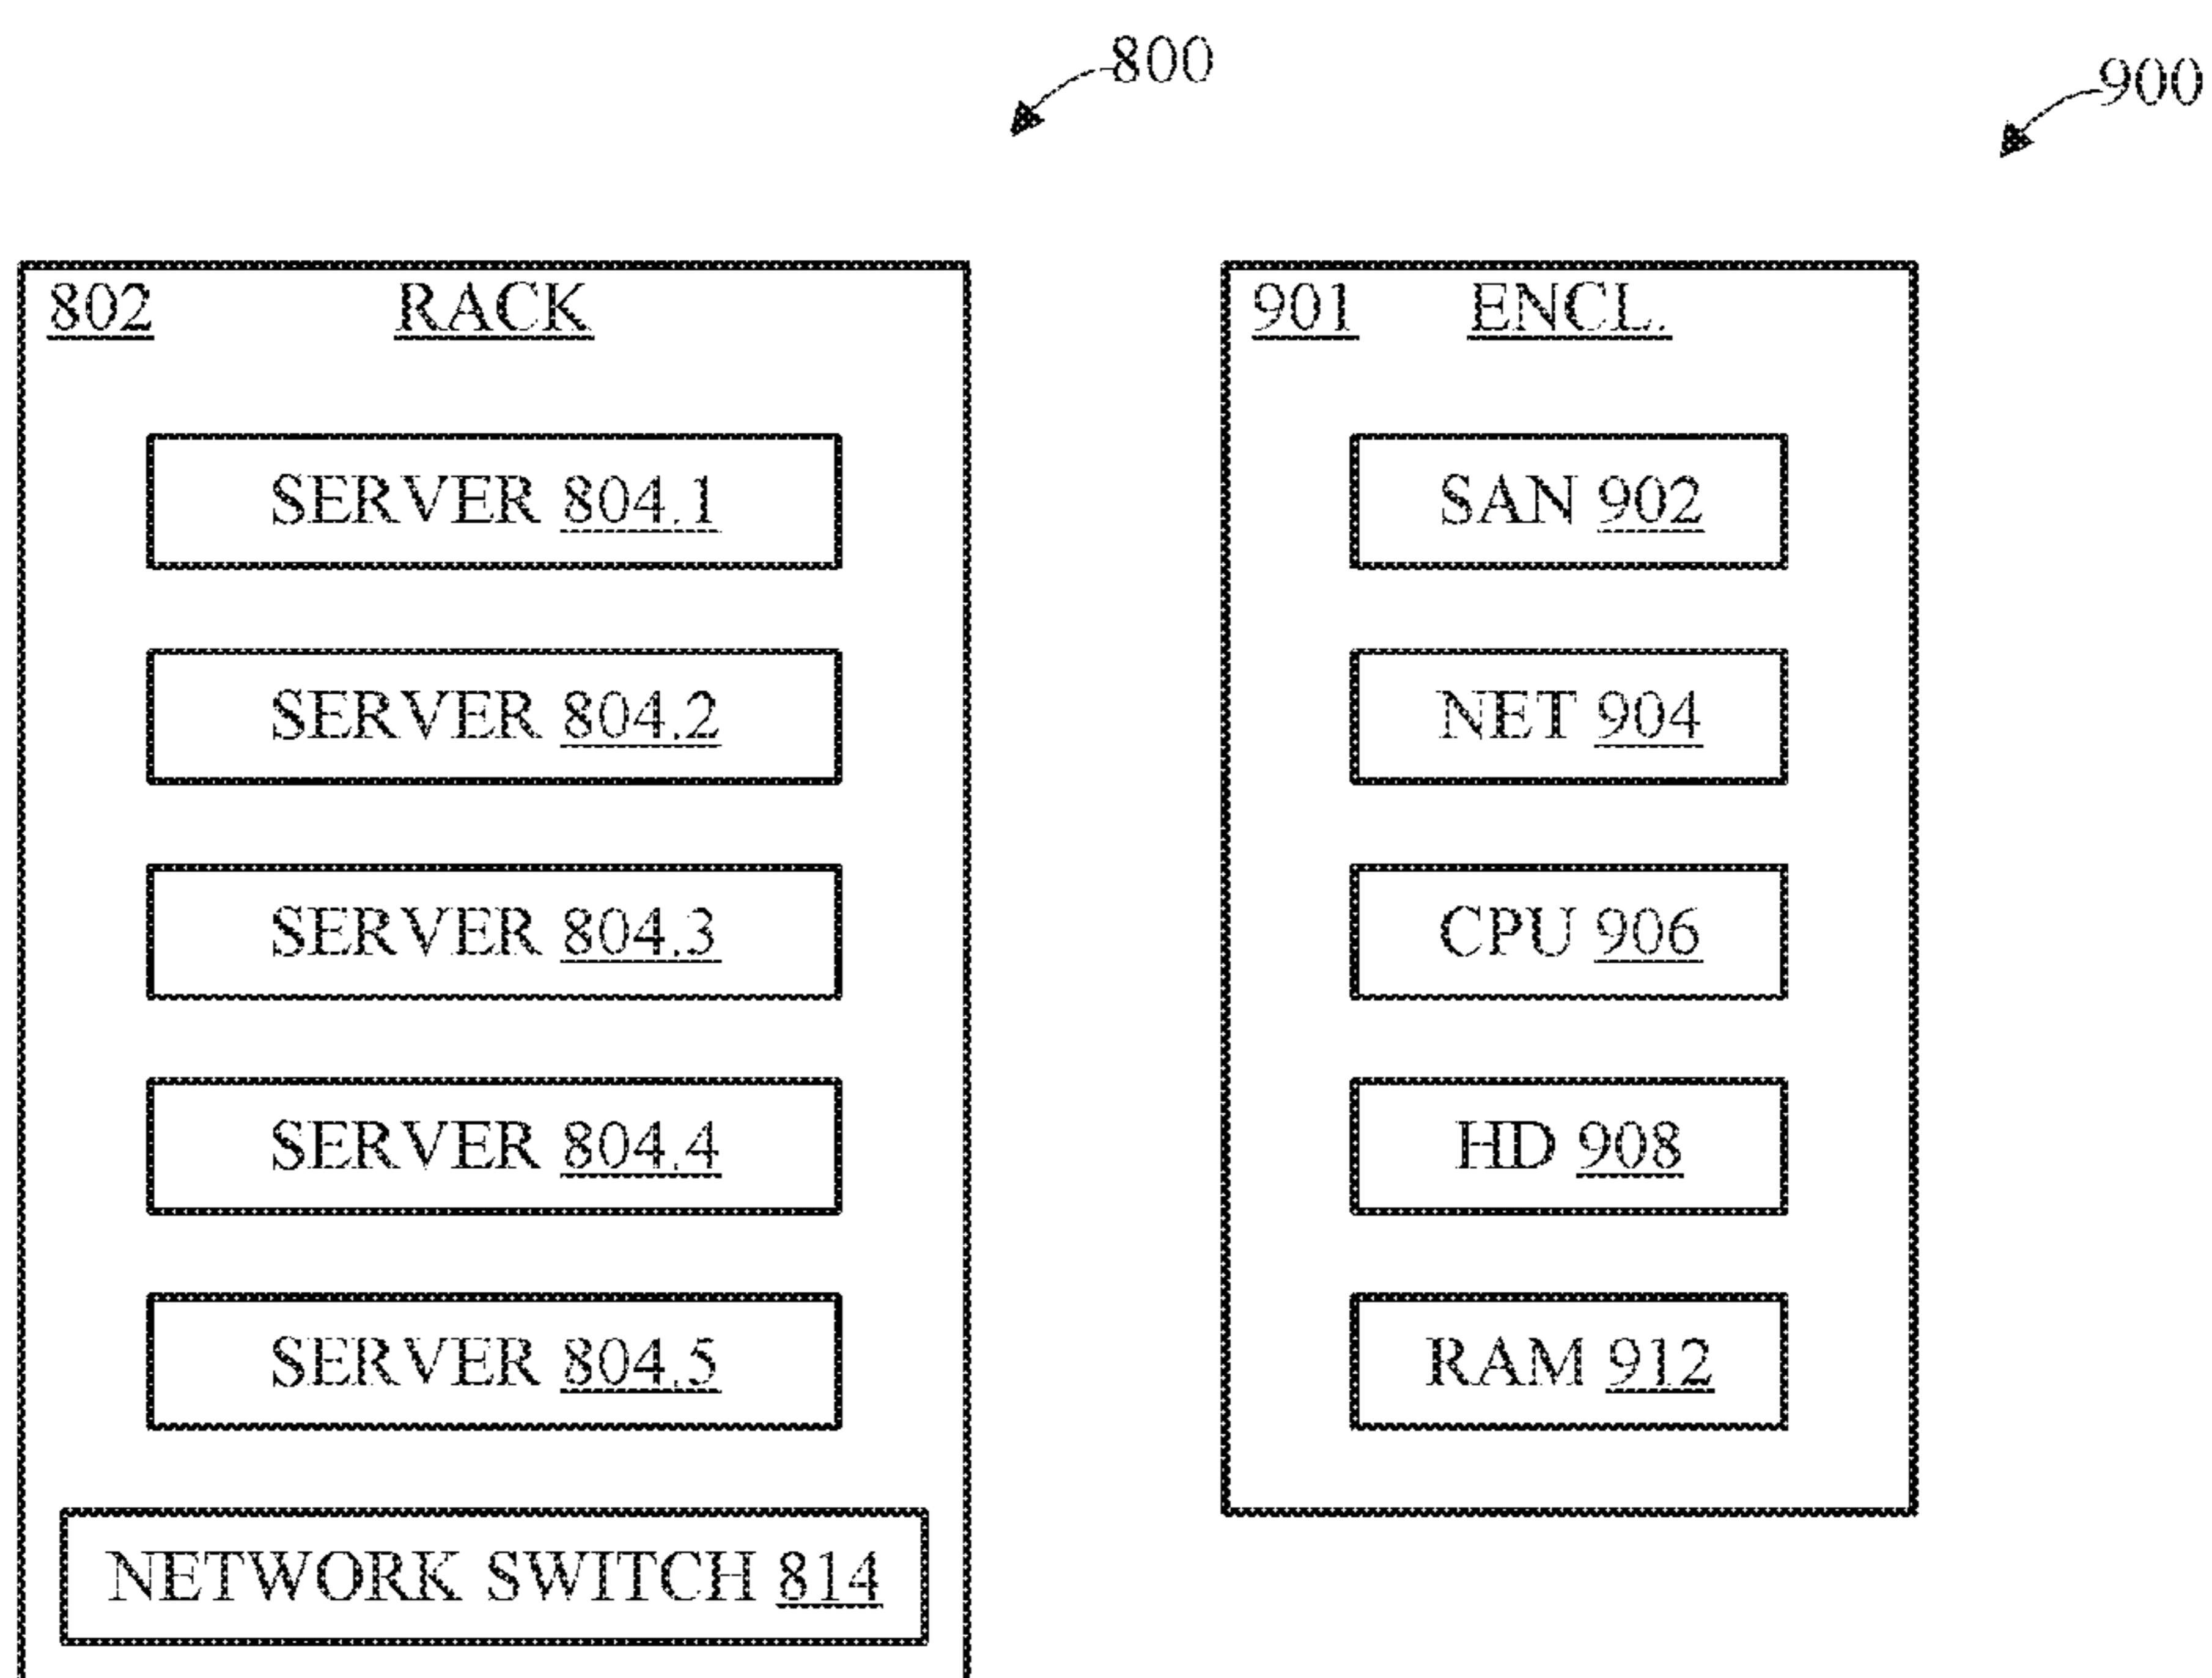 800
900
802 RACK
SERVER 804.1
SERVER 804.2
SERVER 804.3
SERVER 804.4
SERVER 804.5
NETWORK SWITCH 814
901 ENCL.
SAN 902
NET 904
CPU 906
HD 908
RAM 912